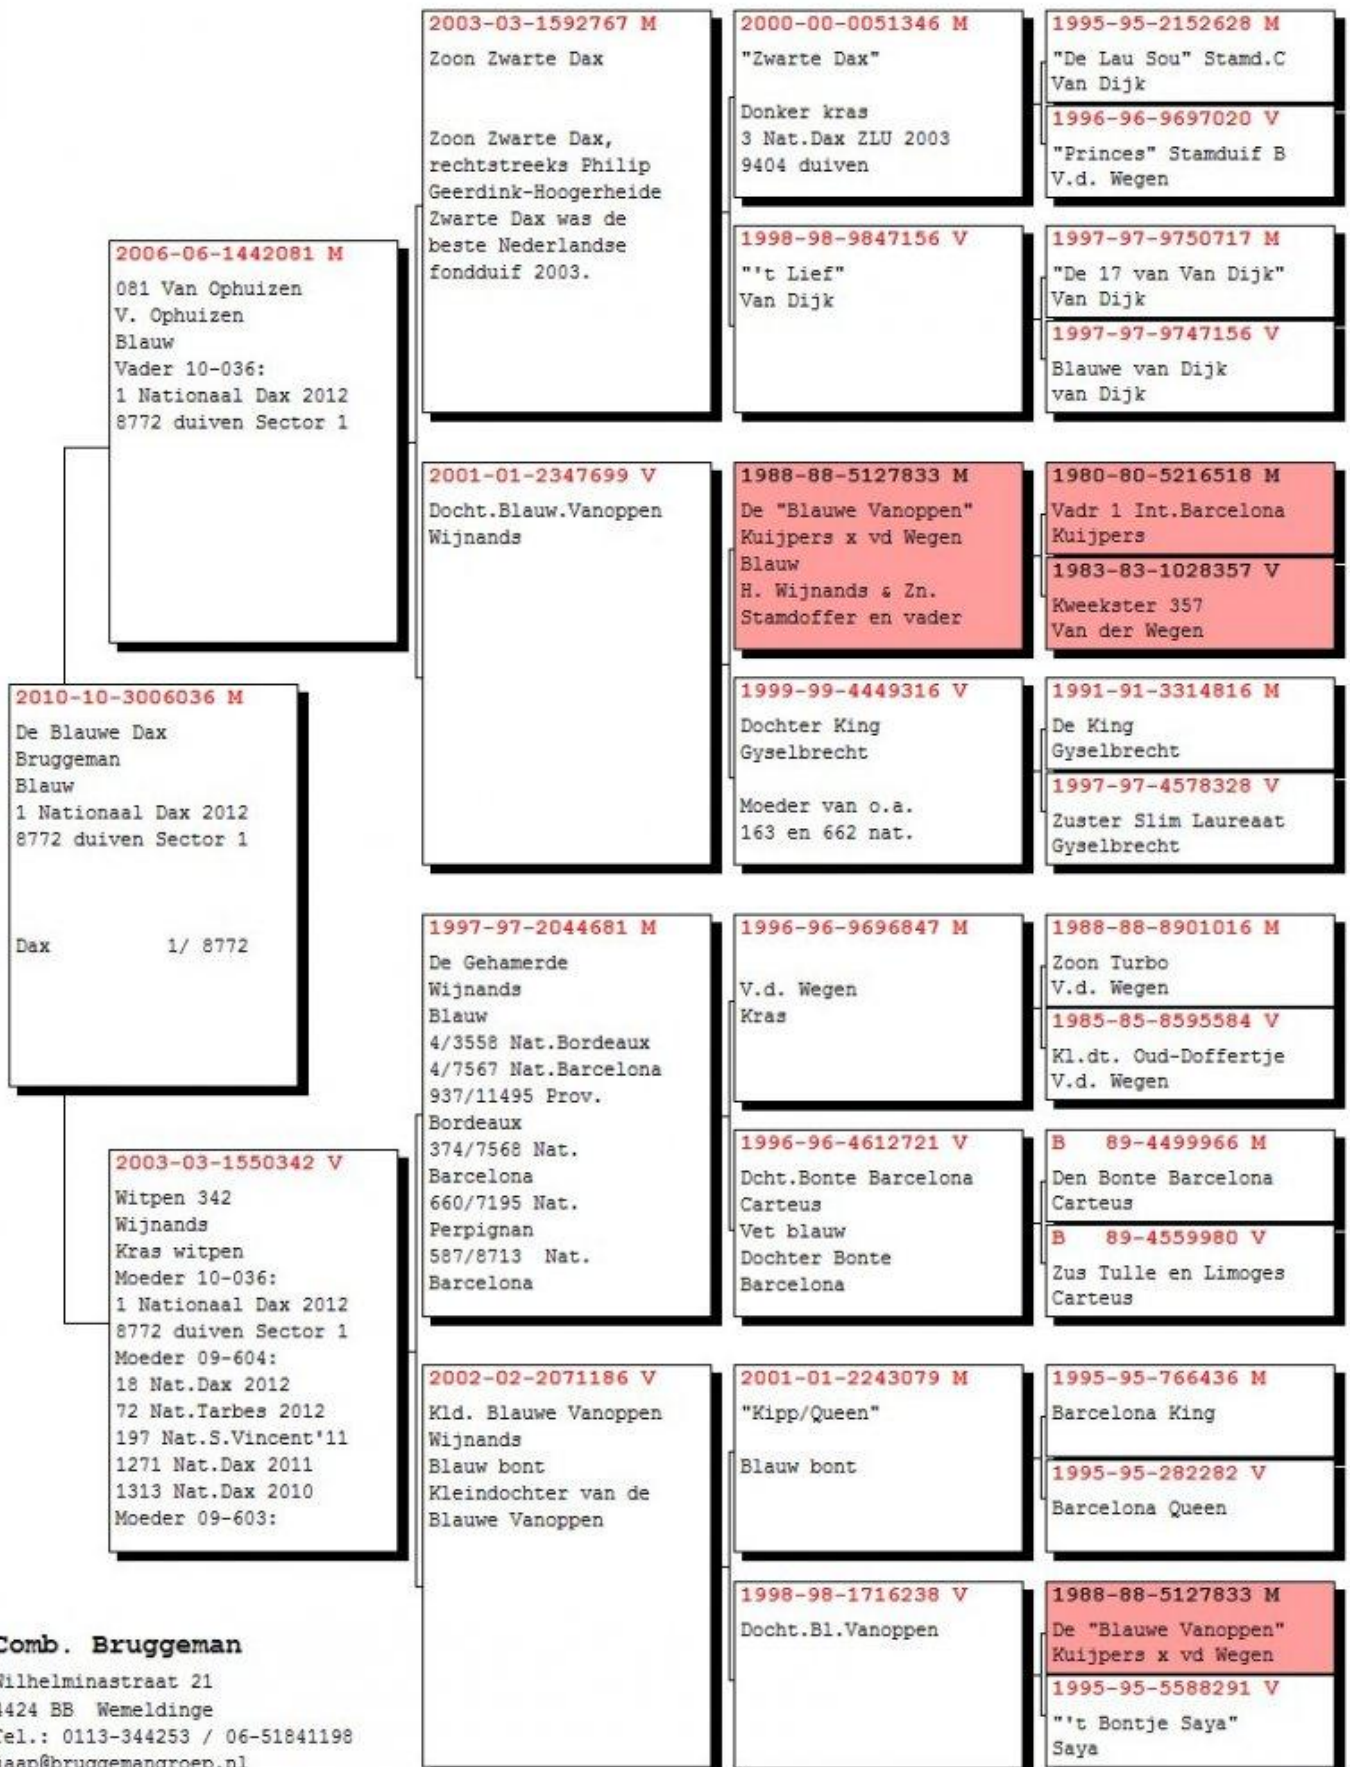 2010-10-3006036 M
De Blauwe Dax
Bruggeman
Blauw
1 Nationaal Dax 2012
8772 duiven Sector 1
Dax 1/ 8772
2006-06-1442081 M
081 Van Ophuizen
V. Ophuizen
Blauw
Vader 10-036:
1 Nationaal Dax 2012
8772 duiven Sector 1
2003-03-1550342 V
Witpen 342
Wijnands
Kras witpen
Moeder 10-036:
1 Nationaal Dax 2012
8772 duiven Sector 1
Moeder 09-604:
18 Nat.Dax 2012
72 Nat.Tarbes 2012
197 Nat.S.Vincent'11
1271 Nat.Dax 2011
1313 Nat.Dax 2010
Moeder 09-603:
2003-03-1592767 M
Zoon Zwarte Dax
Zoon Zwarte Dax,
rechtstreeks Philip
Geerdink-Hoogerheide
Zwarte Dax was de
beste Nederlandse
fondduif 2003.
2001-01-2347699 V
Docht.Blauw.Vanoppen
Wijnands
1997-97-2044681 M
De Gehamerde
Wijnands
Blauw
4/3558 Nat.Bordeaux
4/7567 Nat.Barcelona
937/11495 Prov.
Bordeaux
374/7568 Nat.
Barcelona
660/7195 Nat.
Perpignan
587/8713 Nat.
Barcelona
2002-02-2071186 V
Kld. Blauwe Vanoppen
Wijnands
Blauw bont
Kleindochter van de
Blauwe Vanoppen
2000-00-0051346 M
"Zwarte Dax"
Donker kras
3 Nat.Dax ZLU 2003
9404 duiven
1998-98-9847156 V
"'t Lief"
Van Dijk
1988-88-5127833 M
De "Blauwe Vanoppen"
Kuijpers x vd Wegen
Blauw
H. Wijnands & Zn.
Stamdoffer en vader
1999-99-4449316 V
Dochter King
Gyselbrecht
Moeder van o.a.
163 en 662 nat.
1996-96-9696847 M
V.d. Wegen
Kras
1996-96-4612721 V
Dcht.Bonte Barcelona
Carteus
Vet blauw
Dochter Bonte
Barcelona
2001-01-2243079 M
"Kipp/Queen"
Blauw bont
1998-98-1716238 V
Docht.Bl.Vanoppen
1995-95-2152628 M
"De Lau Sou" Stamd.C
Van Dijk
1996-96-9697020 V
"Princes" Stamduif B
V.d. Wegen
1997-97-9750717 M
"De 17 van Van Dijk"
Van Dijk
1997-97-9747156 V
Blauwe van Dijk
van Dijk
1980-80-5216518 M
Vadr 1 Int.Barcelona
Kuijpers
1983-83-1028357 V
Kweekster 357
Van der Wegen
1991-91-3314816 M
De King
Gyselbrecht
1997-97-4578328 V
Zuster Slim Laureaat
Gyselbrecht
1988-88-8901016 M
Zoon Turbo
V.d. Wegen
1985-85-8595584 V
Kl.dt. Oud-Doffertje
V.d. Wegen
B 89-4499966 M
Den Bonte Barcelona
Carteus
B 89-4559980 V
Zus Tulle en Limoges
Carteus
1995-95-766436 M
Barcelona King
1995-95-282282 V
Barcelona Queen
1988-88-5127833 M
De "Blauwe Vanoppen"
Kuijpers x vd Wegen
1995-95-5588291 V
"'t Bontje Saya"
Saya
Comb. Bruggeman
Wilhelminastraat 21
4424 BB Wemeldinge
Tel.: 0113-344253 / 06-51841198
jaap@bruggemangroep.nl